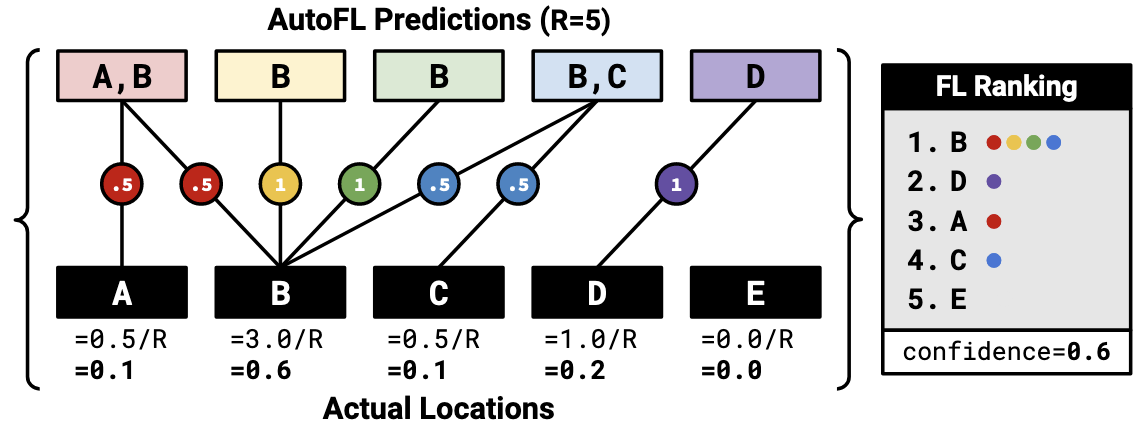 AutoFL Predictions (R=5)
A,B B B B,C D
.5 .5 1 1 .5 .5 1
A B C D E
=0.5/R =3.0/R =0.5/R =1.0/R =0.0/R
=0.1 =0.6 =0.1 =0.2 =0.0
Actual Locations
FL Ranking
1. B
2. D
3. A
4. C
5. E
confidence=0.6